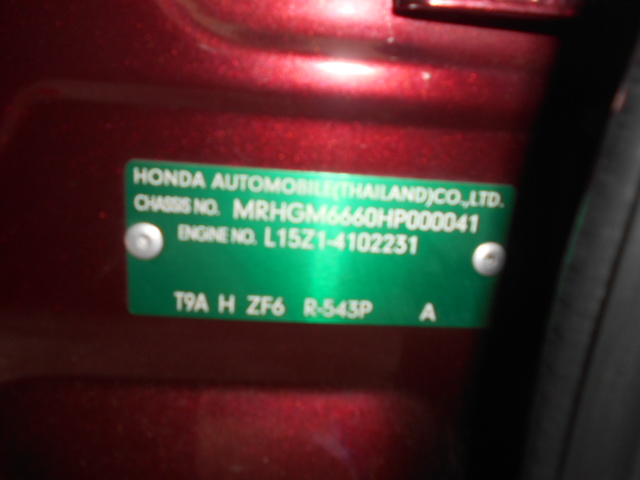 HONDA AUTOMOBILE(THAILAND)CO.,LTD.
CHASSIS NO. MRHGM6660HP000041
ENGINE NO. L15Z1-4102231
T9A H ZF6 R-543P A